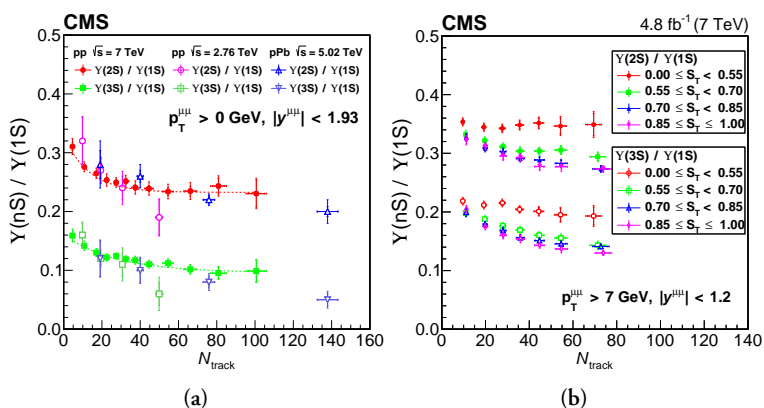 CMS
pp √s = 7 TeV pp √s = 2.76 TeV pPb √s = 5.02 TeV
ϒ(2S) / ϒ(1S) ϒ(2S) / ϒ(1S) ϒ(2S) / ϒ(1S)
ϒ(3S) / ϒ(1S) ϒ(3S) / ϒ(1S) ϒ(3S) / ϒ(1S)
p_T^μμ > 0 GeV, |y^μμ| < 1.93
ϒ(nS) / ϒ(1S)
0.5
0.4
0.3
0.2
0.1
0.0
0 20 40 60 80 100 120 140 160
N_track
(a)
CMS 4.8 fb⁻¹ (7 TeV)
ϒ(2S) / ϒ(1S)
0.00 ≤ S_T < 0.55
0.55 ≤ S_T < 0.70
0.70 ≤ S_T < 0.85
0.85 ≤ S_T ≤ 1.00
ϒ(3S) / ϒ(1S)
0.00 ≤ S_T < 0.55
0.55 ≤ S_T < 0.70
0.70 ≤ S_T < 0.85
0.85 ≤ S_T ≤ 1.00
p_T^μμ > 7 GeV, |y^μμ| < 1.2
ϒ(nS) / ϒ(1S)
0.5
0.4
0.3
0.2
0.1
0.0
0 20 40 60 80 100 120 140
N_track
(b)